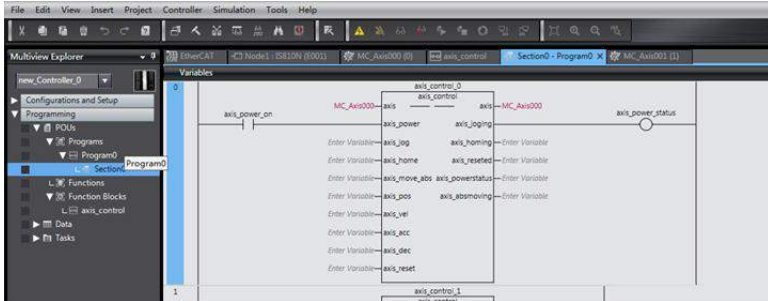 File Edit View Insert Project Controller Simulation Tools Help
Multiview Explorer
EtherCAT Node1 : IS810N (E001) MC_Axis000 (0) axis_control Section0 - Program0 MC_Axis001 (1)
new_Controller_0
Variables
Configurations and Setup
Programming
POUs
Programs
Program0
Program0
Section0
Functions
Function Blocks
axis_control
Data
Tasks
0
axis_control_0
axis_control
axis_power_on
MC_Axis000 axis axis MC_Axis000
axis_power_status
axis_power axis_joging
Enter Variable axis_jog axis_homing Enter Variable
Enter Variable axis_home axis_reseted Enter Variable
Enter Variable axis_move_abs axis_powerstatus Enter Variable
Enter Variable axis_pos axis_absmoving Enter Variable
Enter Variable axis_vel
Enter Variable axis_acc
Enter Variable axis_dec
Enter Variable axis_reset
1
axis_control_1
axis_control